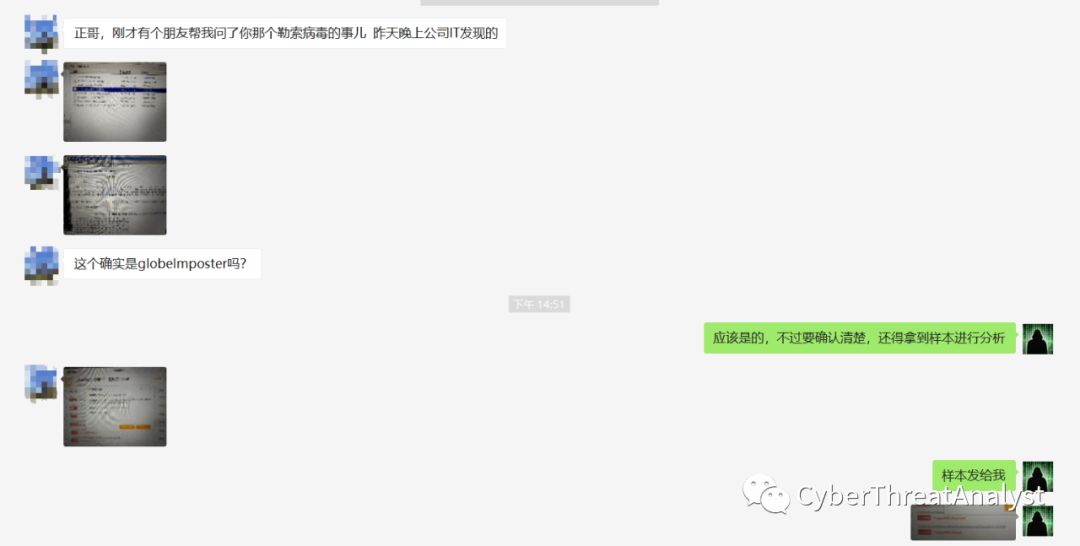 正哥，刚才有个朋友帮我问了你那个勒索病毒的事儿 昨天晚上公司IT发现的
这个确实是globelmposter吗？
下午 14:51
应该是的，不过要确认清楚，还得拿到样本进行分析
样本发给我
CyberThreatAnalyst